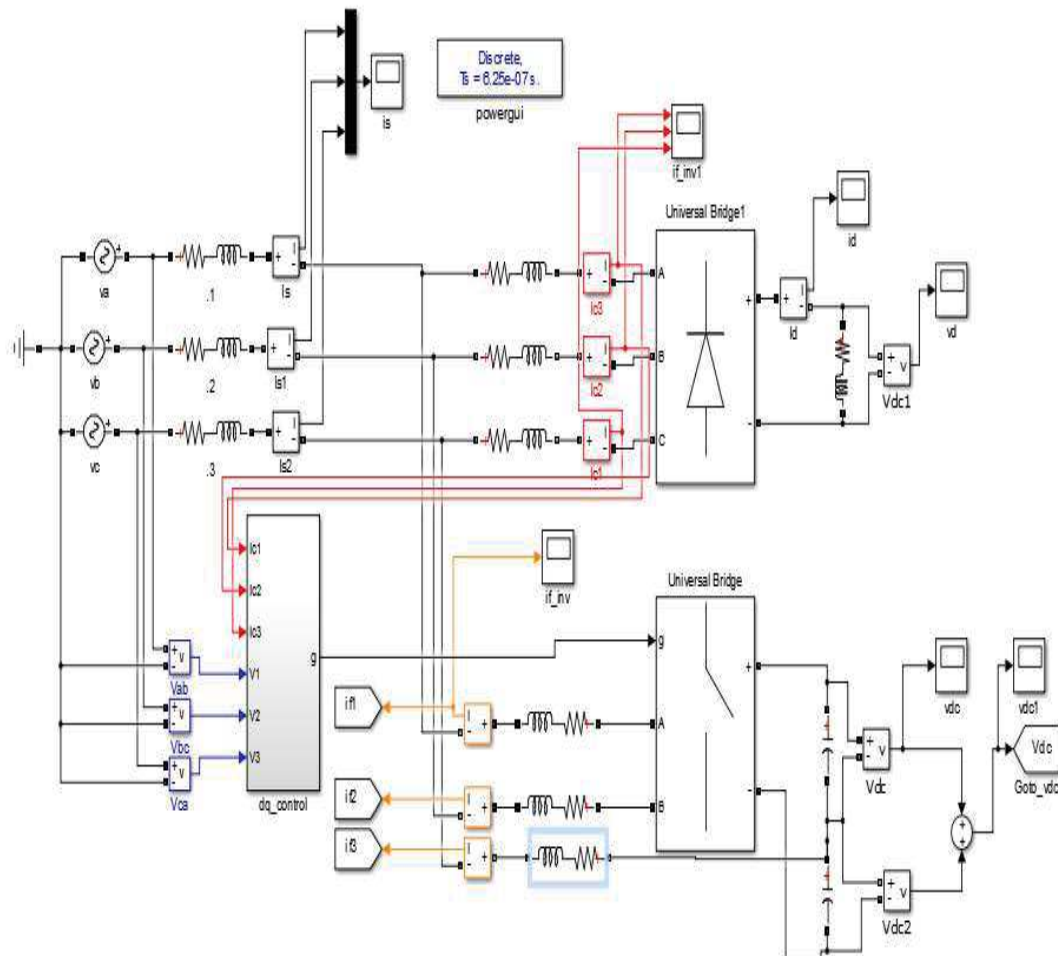 Discrete,
Ts = 6.25e-07 s.
powergui
is
if_inv1
Universal Bridge1
id
vd
va
+
.1
+
-
I
Is
+
-
I
Ic3
A
+
+
-
I
Id
+
-
v
Vdc1
vb
+
.2
+
-
I
Is1
+
-
I
Ic2
B
vc
+
.3
+
-
I
Is2
+
-
I
Ic1
C
-
Ic1
Ic2
Ic3
V1
V2
V3
g
dq_control
+
-
v
Vab
+
-
v
Vbc
+
-
v
Vca
if_inv
Universal Bridge
g
A
B
+
-
if1
if2
if3
I
-
+
I
-
+
I
-
+
vdc
vdc1
+
-
v
Vdc
Vdc
Goto_vdc
+
+
+
-
v
Vdc2